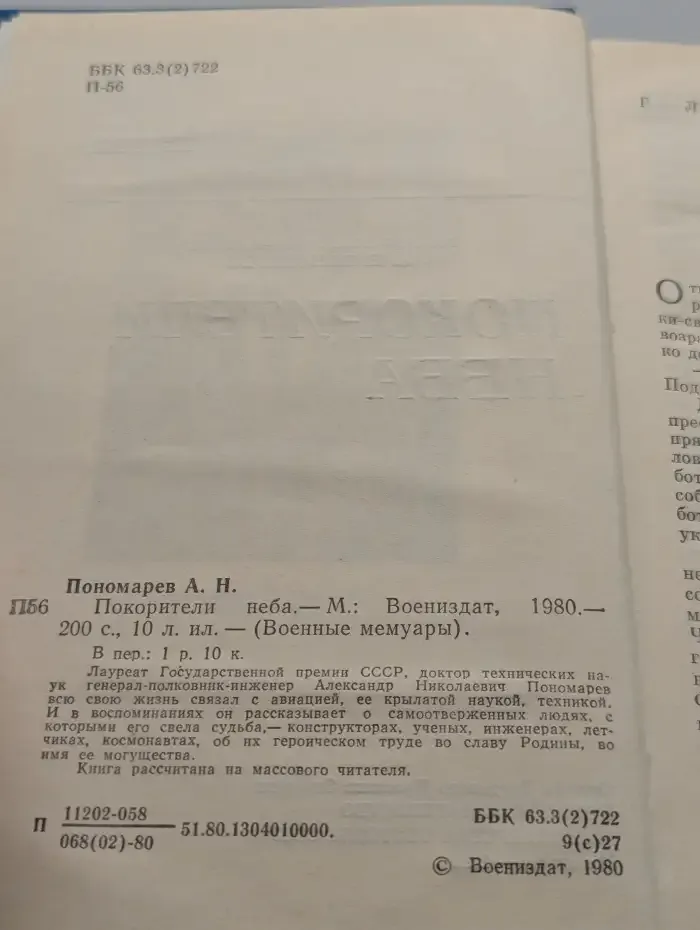 ББК 63.3(2)722
П-56
Пономарев А. Н.
П56 Покорители неба.— М.: Воениздат, 1980.—
200 с., 10 л. ил. — (Военные мемуары).
В пер.: 1 р. 10 к.
Лауреат Государственной премии СССР, доктор технических на-
ук генерал-полковник-инженер Александр Николаевич Пономарев
всю свою жизнь связал с авиацией, ее крылатой наукой, техникой.
И в воспоминаниях он рассказывает о самоотверженных людях, с
которыми его свела судьба,— конструкторах, ученых, инженерах, лет-
чиках, космонавтах, об их героическом труде во славу Родины, во
имя ее могущества.
Книга рассчитана на массового читателя.
П 11202-058
068(02)-80 51.80.1304010000.
ББК 63.3(2)722
9(с)27
© Воениздат, 1980